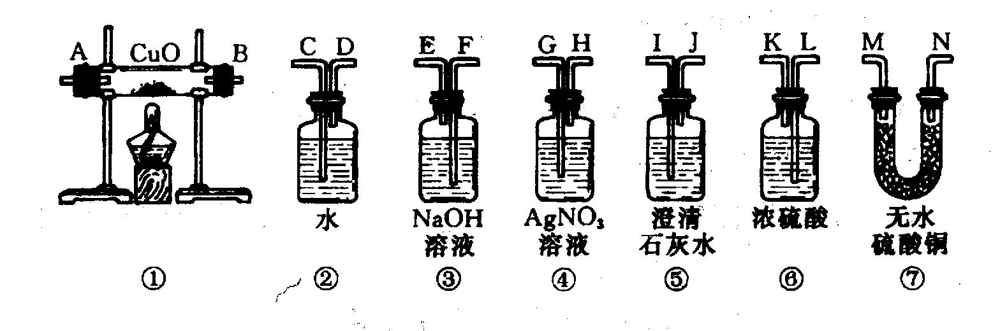 A CuO B
C D
E F
G H
I J
K L
M N
水
NaOH
溶液
AgNO₃
溶液
澄清
石灰水
浓硫酸
无水
硫酸铜
① ② ③ ④ ⑤ ⑥ ⑦